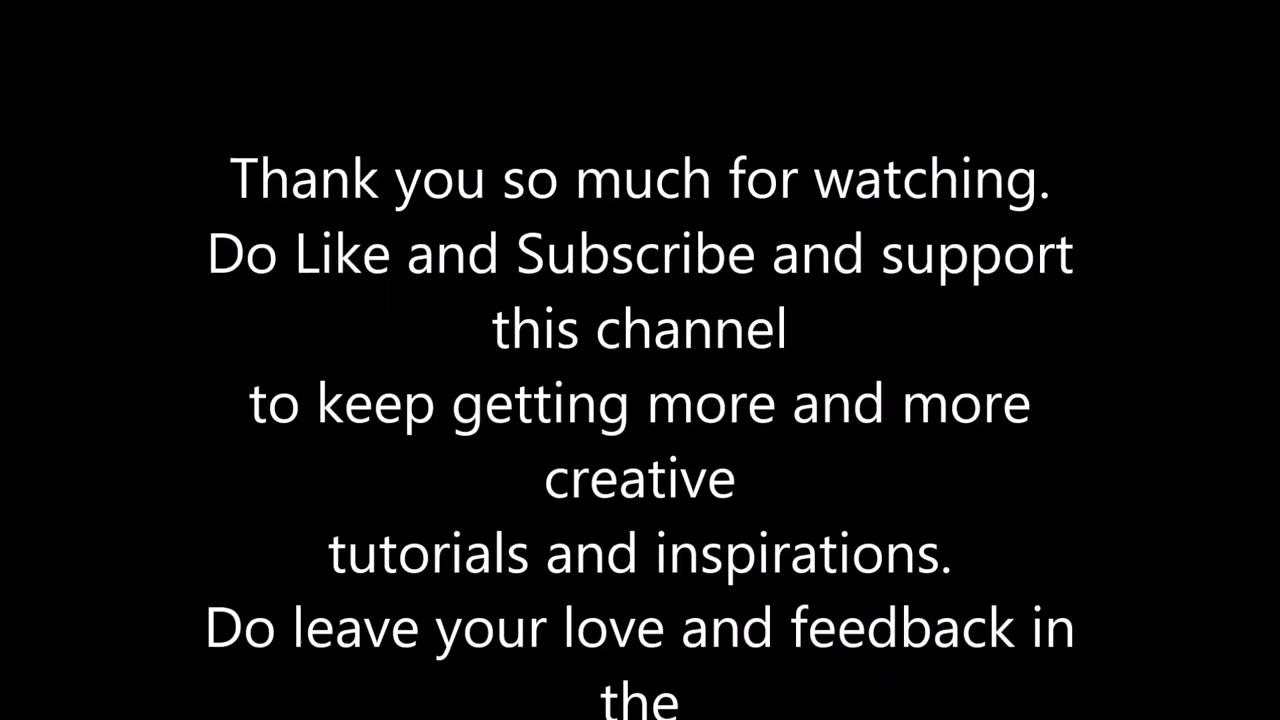 Thank you so much for watching.
Do Like and Subscribe and support
this channel
to keep getting more and more
creative
tutorials and inspirations.
Do leave your love and feedback in
the